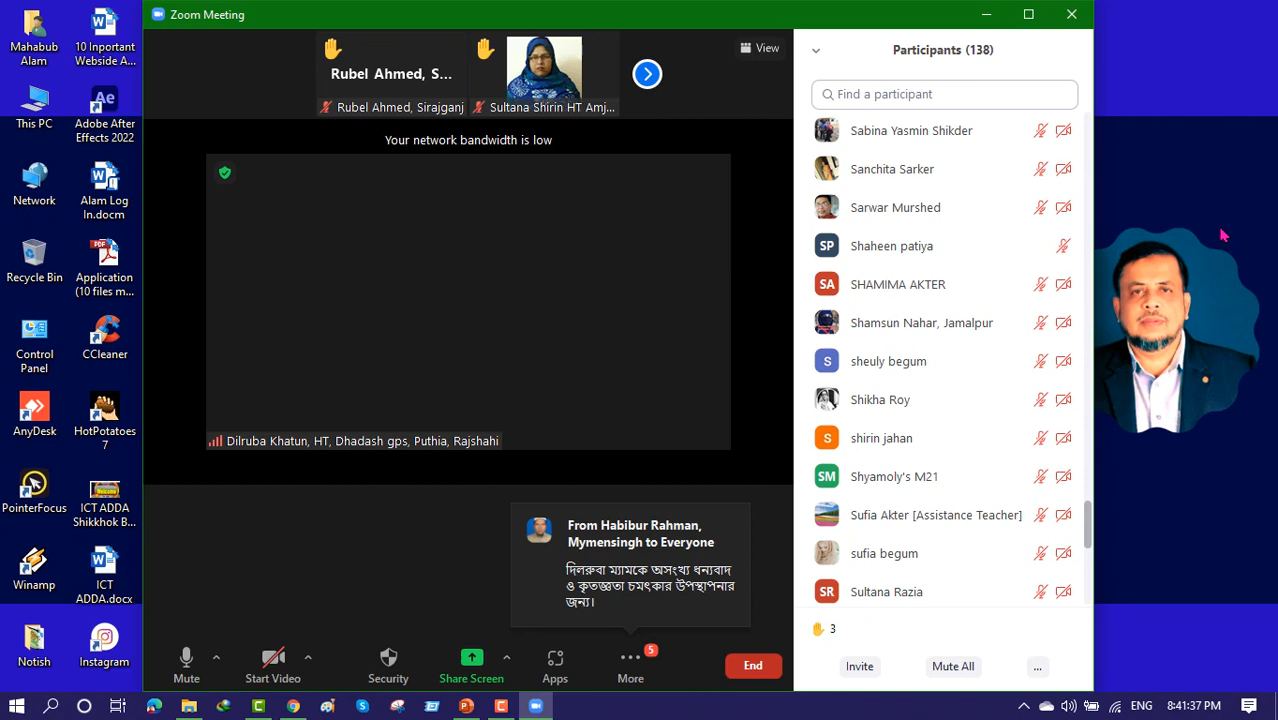 Mahabub
Alam
10 Inportant
Webside A...
This PC
Adobe After
Effects 2022
Network
Alam Log
In.docm
Recycle Bin
Application
(10 files m...
Control
Panel
CCleaner
AnyDesk
HotPotatoes
7
PointerFocus
ICT ADDA
Shikkhok B...
Winamp
ICT
ADDA.docx
Notish
Instagram
Zoom Meeting
Rubel Ahmed, S...
Rubel Ahmed, Sirajganj
Sultana Shirin HT Amj...
View
Your network bandwidth is low
Dilruba Khatun, HT, Dhadash gps, Puthia, Rajshahi
From Habibur Rahman,
Mymensingh to Everyone
দিলরুবা ম্যামকে অসংখ্য ধন্যবাদ
ও কৃতজ্ঞতা চমৎকার উপস্থাপনার
জন্য।
Mute
Start Video
Security
Share Screen
Apps
5
More
End
Participants (138)
Find a participant
Sabina Yasmin Shikder
Sanchita Sarker
Sarwar Murshed
SP Shaheen patiya
SA SHAMIMA AKTER
Shamsun Nahar, Jamalpur
S sheuly begum
Shikha Roy
S shirin jahan
SM Shyamoly's M21
Sufia Akter [Assistance Teacher]
sufia begum
SR Sultana Razia
3
Invite
Mute All
...
ENG
8:41:37 PM